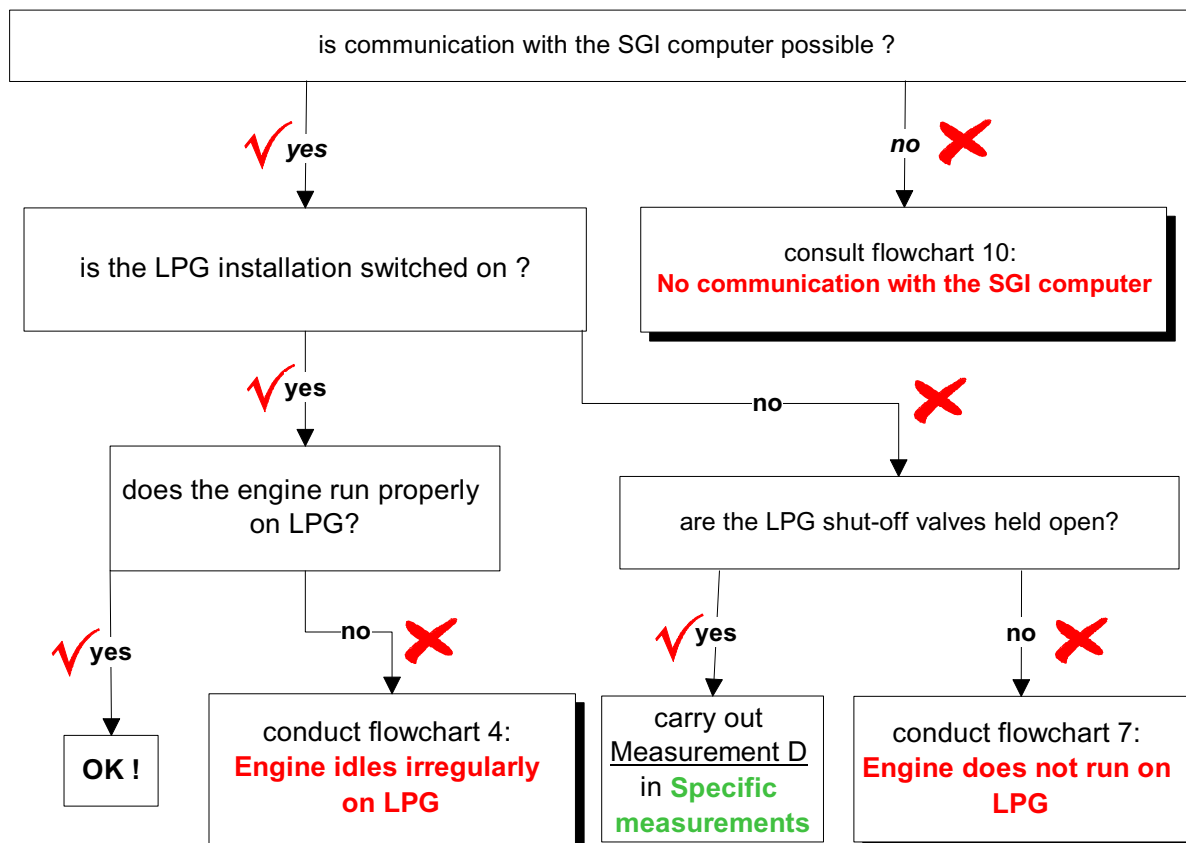 is communication with the SGI computer possible ?
yes
no
is the LPG installation switched on ?
consult flowchart 10:
No communication with the SGI computer
yes
no
does the engine run properly
on LPG?
are the LPG shut-off valves held open?
yes
no
yes
no
OK !
conduct flowchart 4:
Engine idles irregularly
on LPG
carry out
Measurement D
in Specific
measurements
conduct flowchart 7:
Engine does not run on
LPG